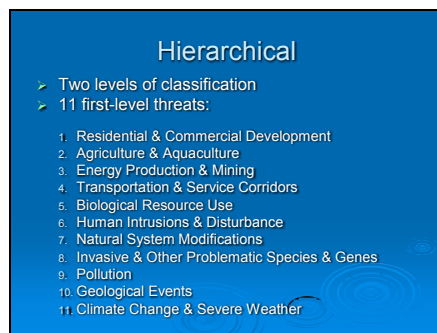 Hierarchical
➢ Two levels of classification
➢ 11 first-level threats:
1. Residential & Commercial Development
2. Agriculture & Aquaculture
3. Energy Production & Mining
4. Transportation & Service Corridors
5. Biological Resource Use
6. Human Intrusions & Disturbance
7. Natural System Modifications
8. Invasive & Other Problematic Species & Genes
9. Pollution
10. Geological Events
11. Climate Change & Severe Weather